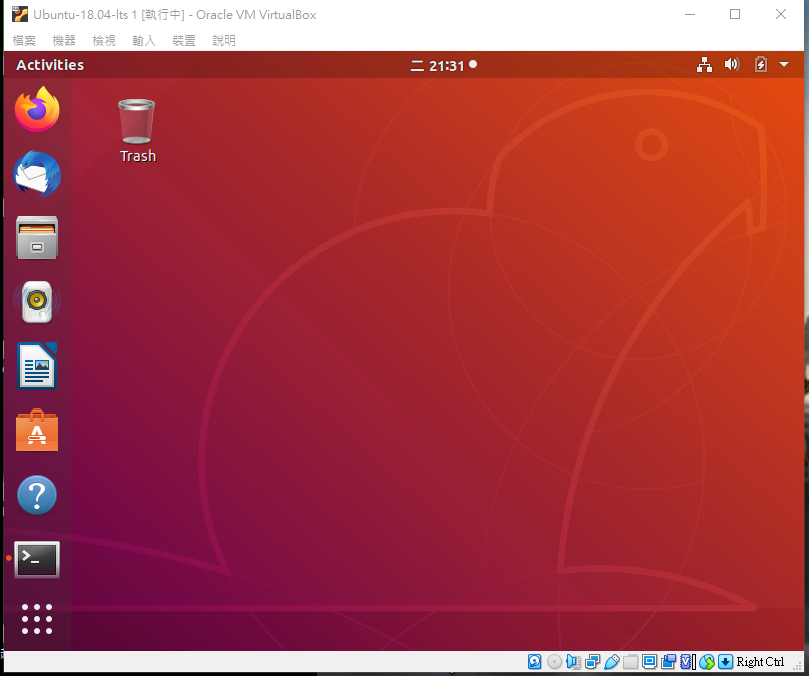 Ubuntu-18.04-lts 1 [執行中] - Oracle VM VirtualBox
檔案 機器 檢視 輸入 裝置 說明
Activities 二 21:31
Trash
Right Ctrl